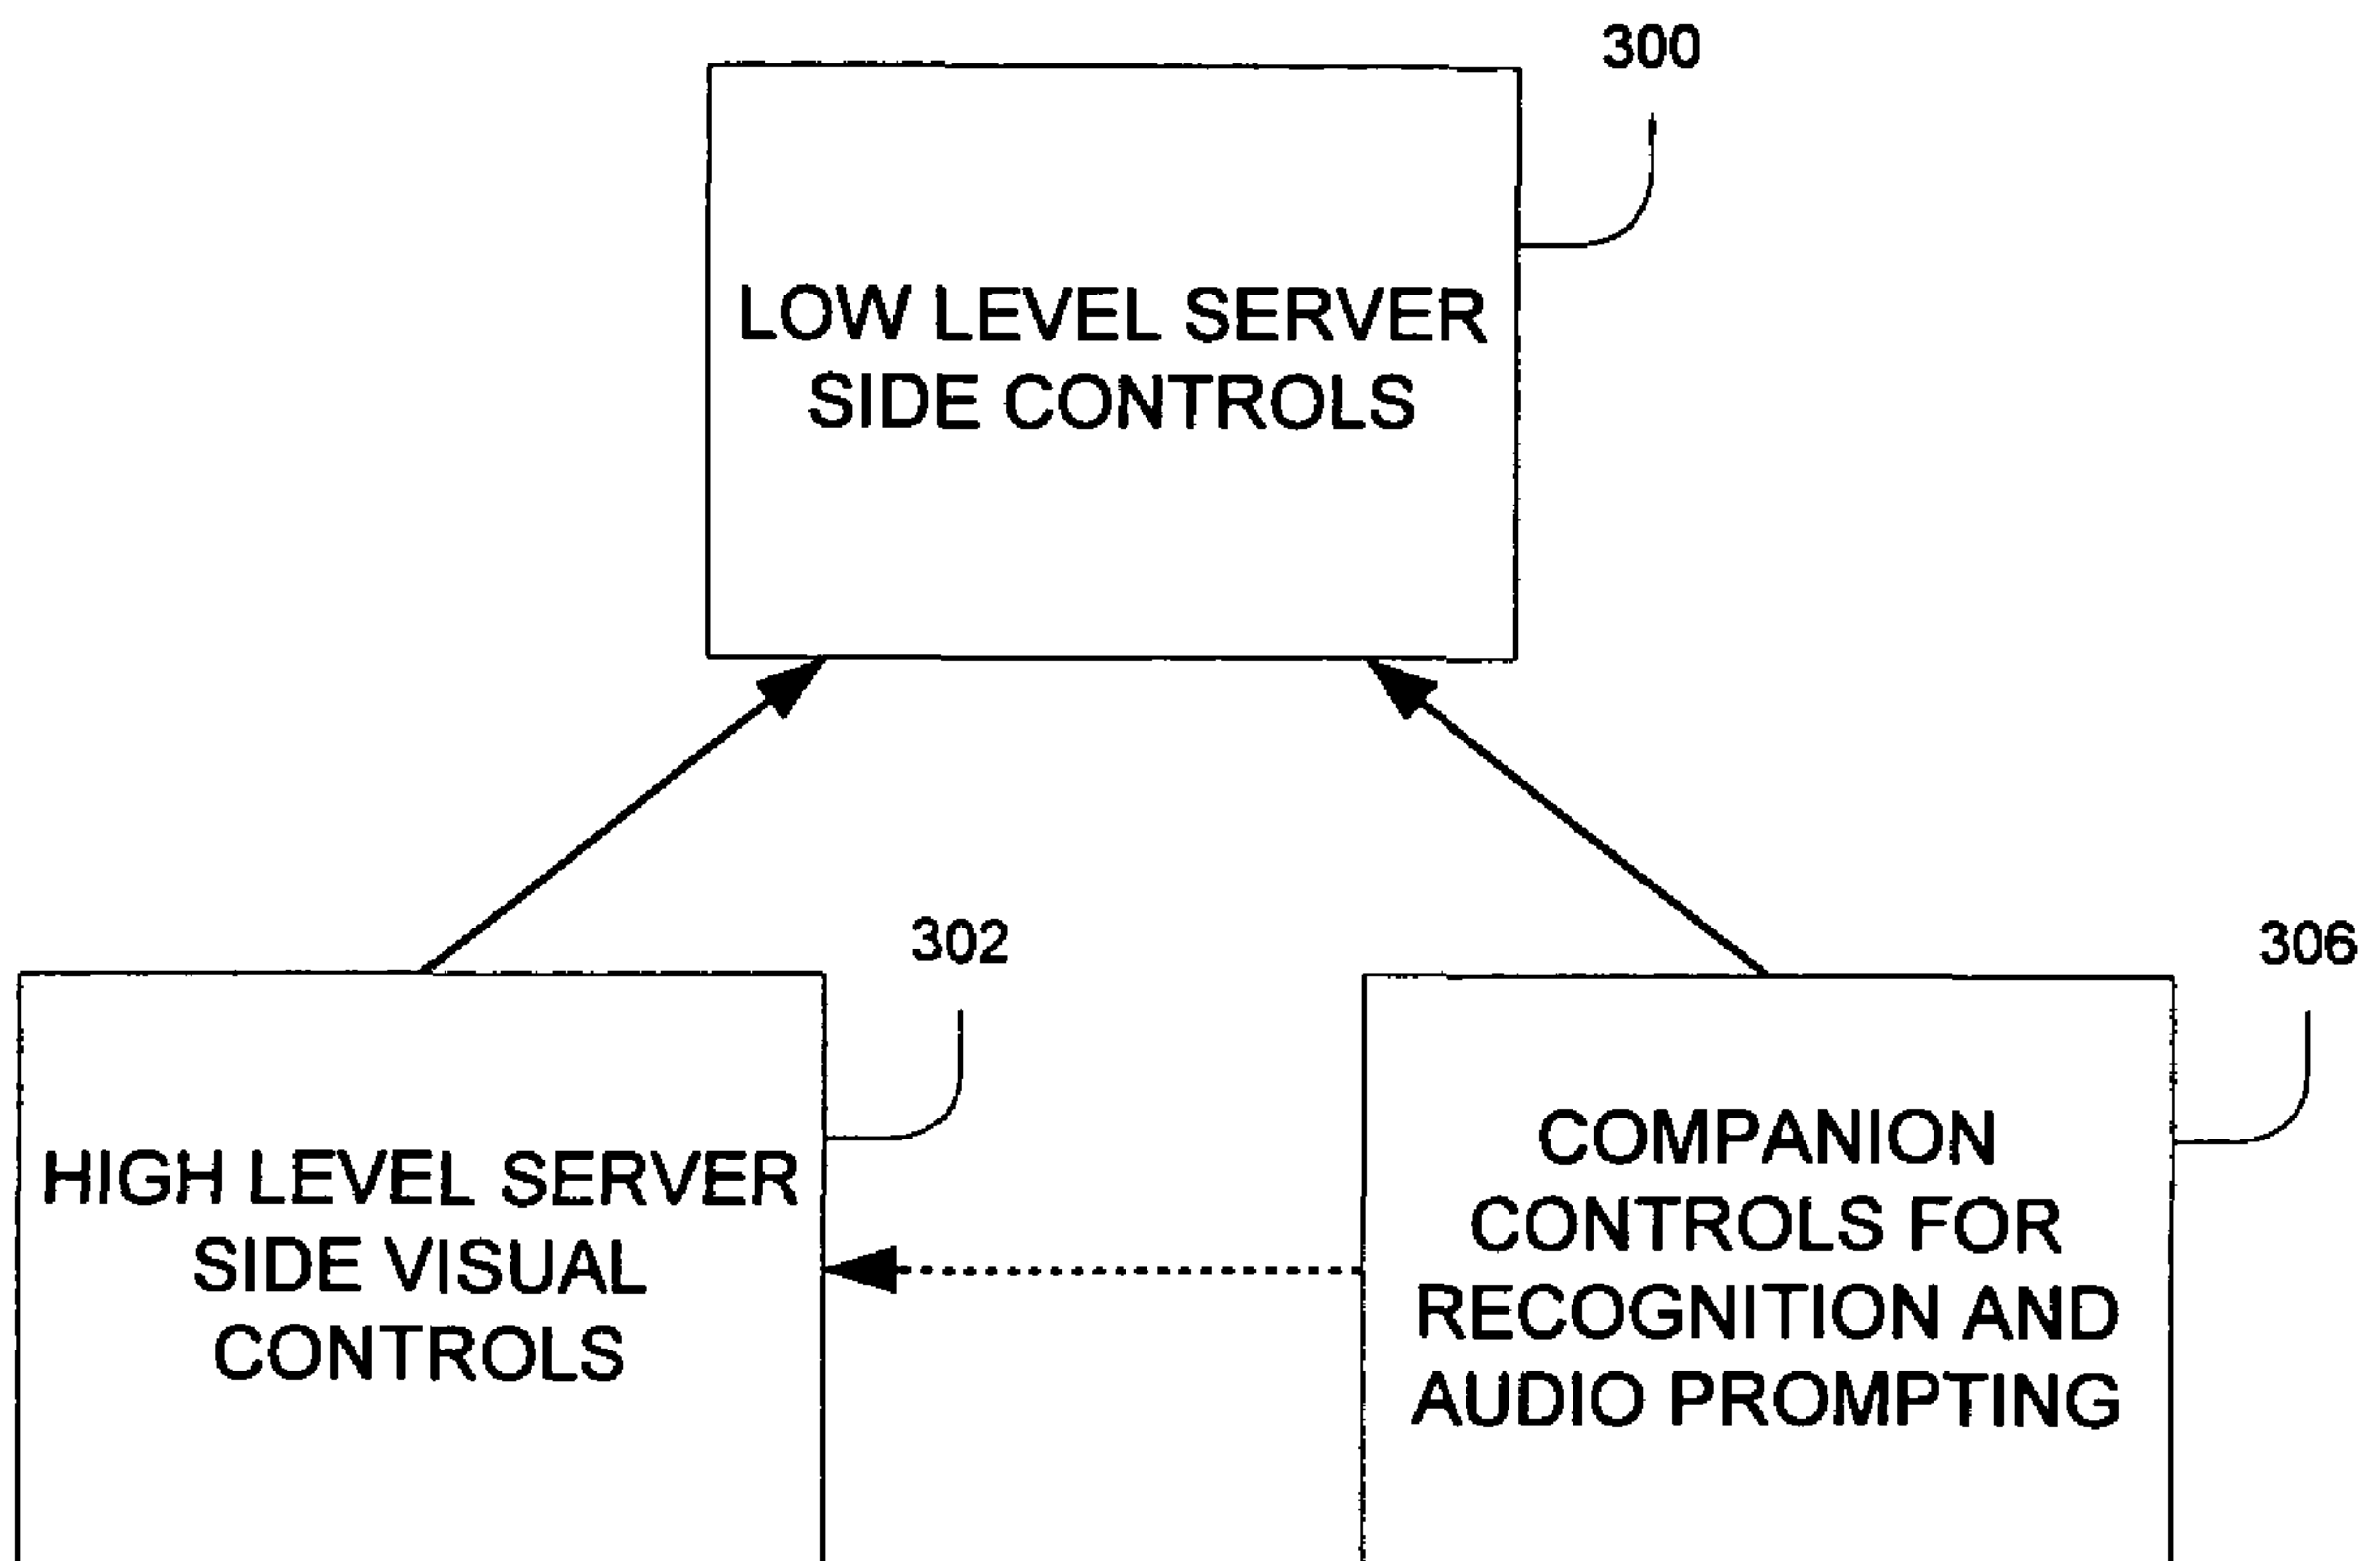 300
LOW LEVEL SERVER
SIDE CONTROLS
302
306
HIGH LEVEL SERVER
SIDE VISUAL
CONTROLS
COMPANION
CONTROLS FOR
RECOGNITION AND
AUDIO PROMPTING